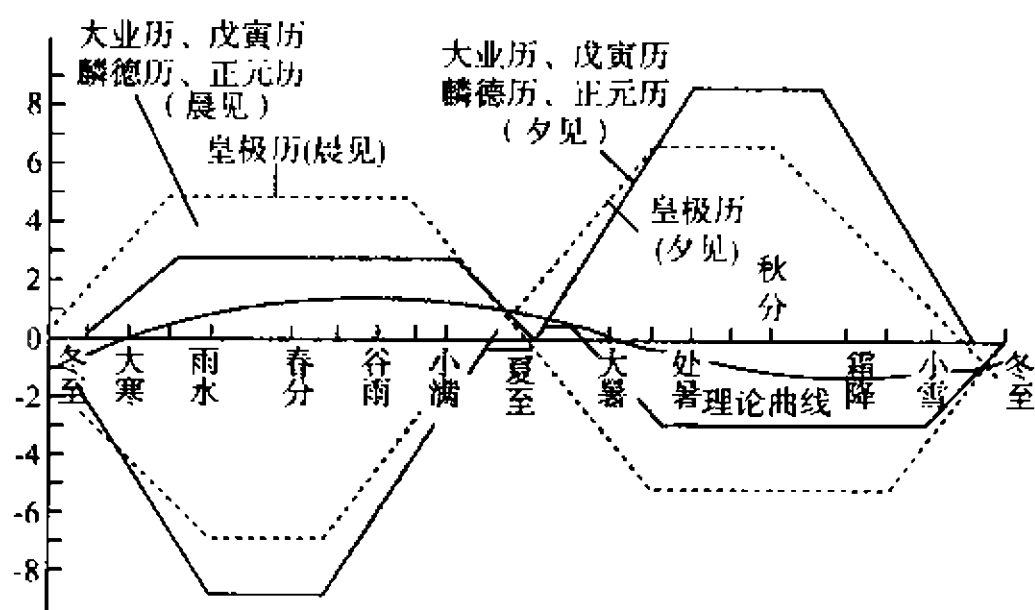 大业历、戊寅历
麟德历、正元历
(晨见)
皇极历(晨见)
大业历、戊寅历
麟德历、正元历
(夕见)
皇极历
(夕见)
秋分
8
6
4
2
0
-2
-4
-6
-8
冬至
大寒
雨水
春分
谷雨
小满
夏至
大暑
处暑
霜降
小雪
冬至
理论曲线